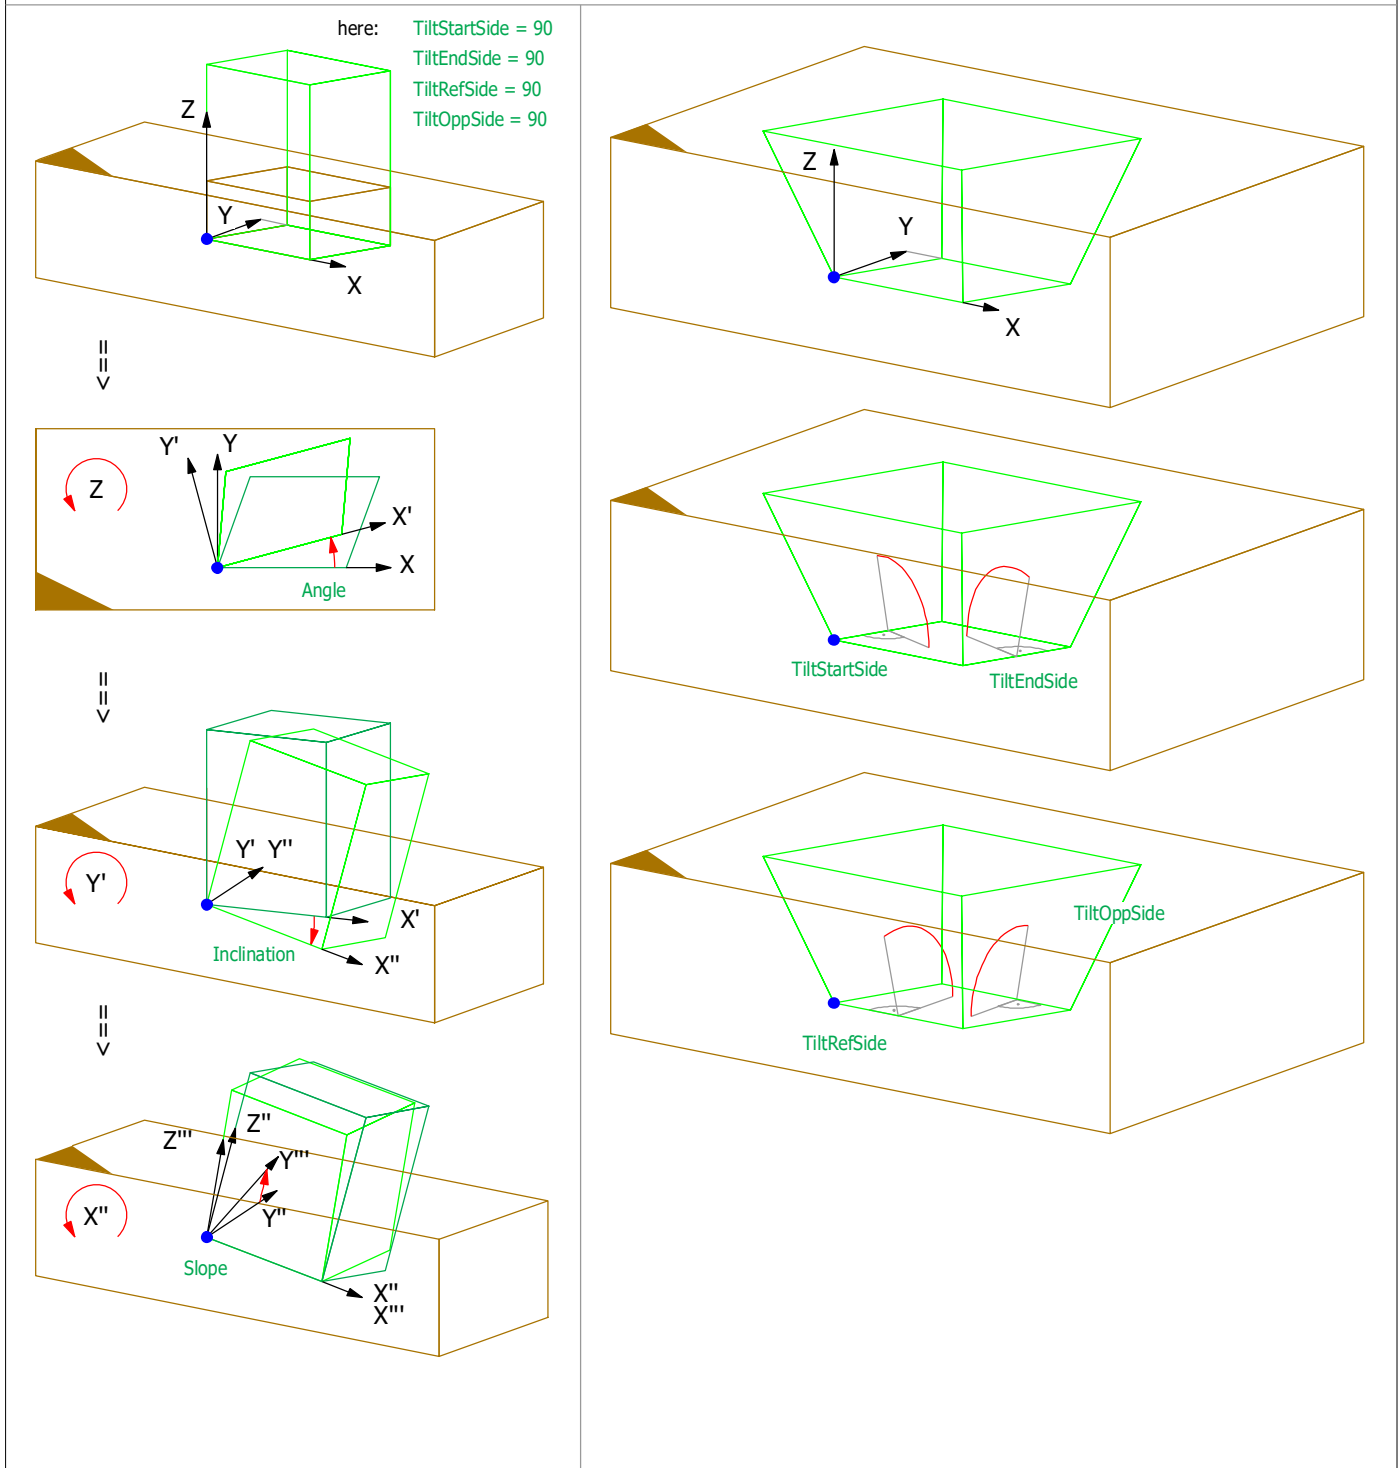 here: TiltStartSide = 90
TiltEndSide = 90
TiltRefSide = 90
TiltOppSide = 90
Z
Y
X
==>
Z
Y' Y
X'
X
Angle
==>
Y'
Y' Y''
X'
Inclination
X''
==>
X''
Z''' Z''
Y'''
Y''
Slope
X''
X'''
Z
Y
X
TiltStartSide
TiltEndSide
TiltOppSide
TiltRefSide